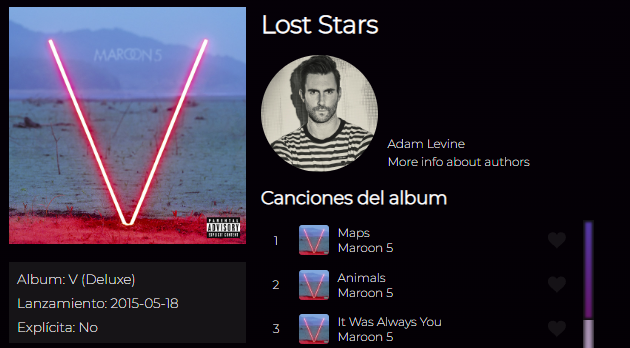 MAROON 5
PARENTAL
ADVISORY
EXPLICIT CONTENT
Album: V (Deluxe)
Lanzamiento: 2015-05-18
Explícita: No
Lost Stars
Adam Levine
More info about authors
Canciones del album
1
Maps
Maroon 5
2
Animals
Maroon 5
3
It Was Always You
Maroon 5